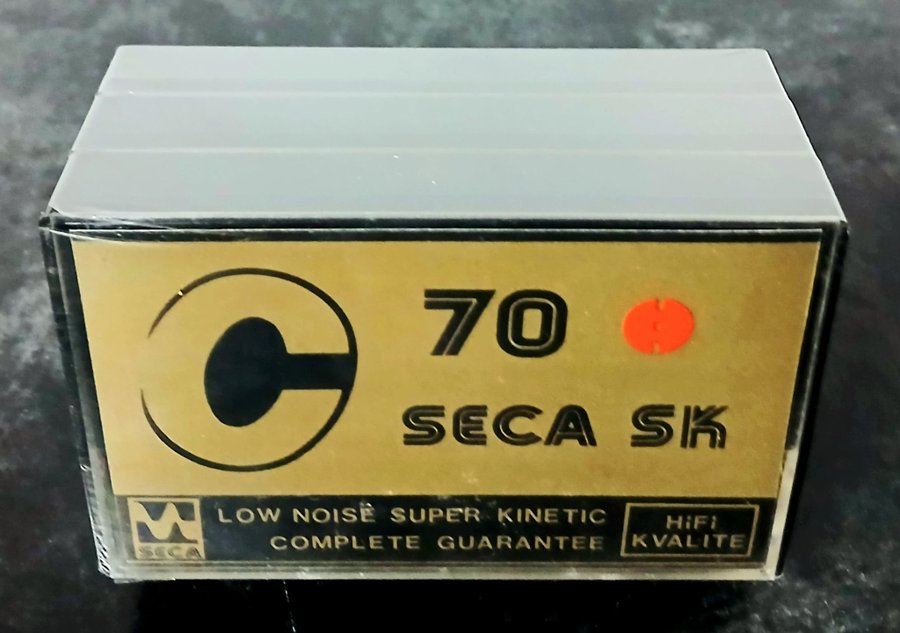 C 70
SECA SK
LOW NOISE SUPER KINETIC
COMPLETE GUARANTEE
HiFi
KVALITE
SECA